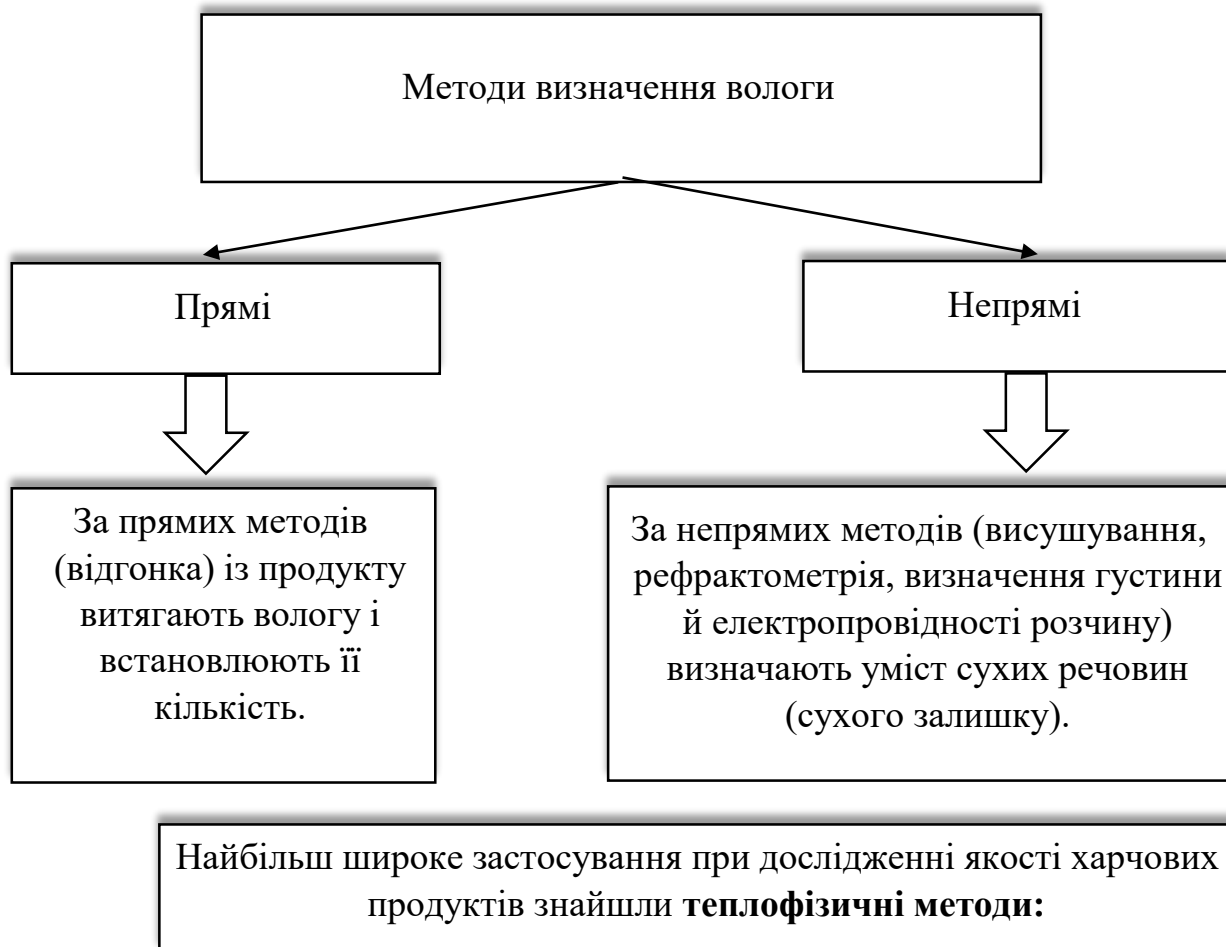 Методи визначення вологи
Прямі
Непрямі
За прямих методів
(відгонка) із продукту
витягають вологу і
встановлюють її
кількість.
За непрямих методів (висушування,
рефрактометрія, визначення густини
й електропровідності розчину)
визначають уміст сухих речовин
(сухого залишку).
Найбільш широке застосування при дослідженні якості харчових
продуктів знайшли теплофізичні методи: